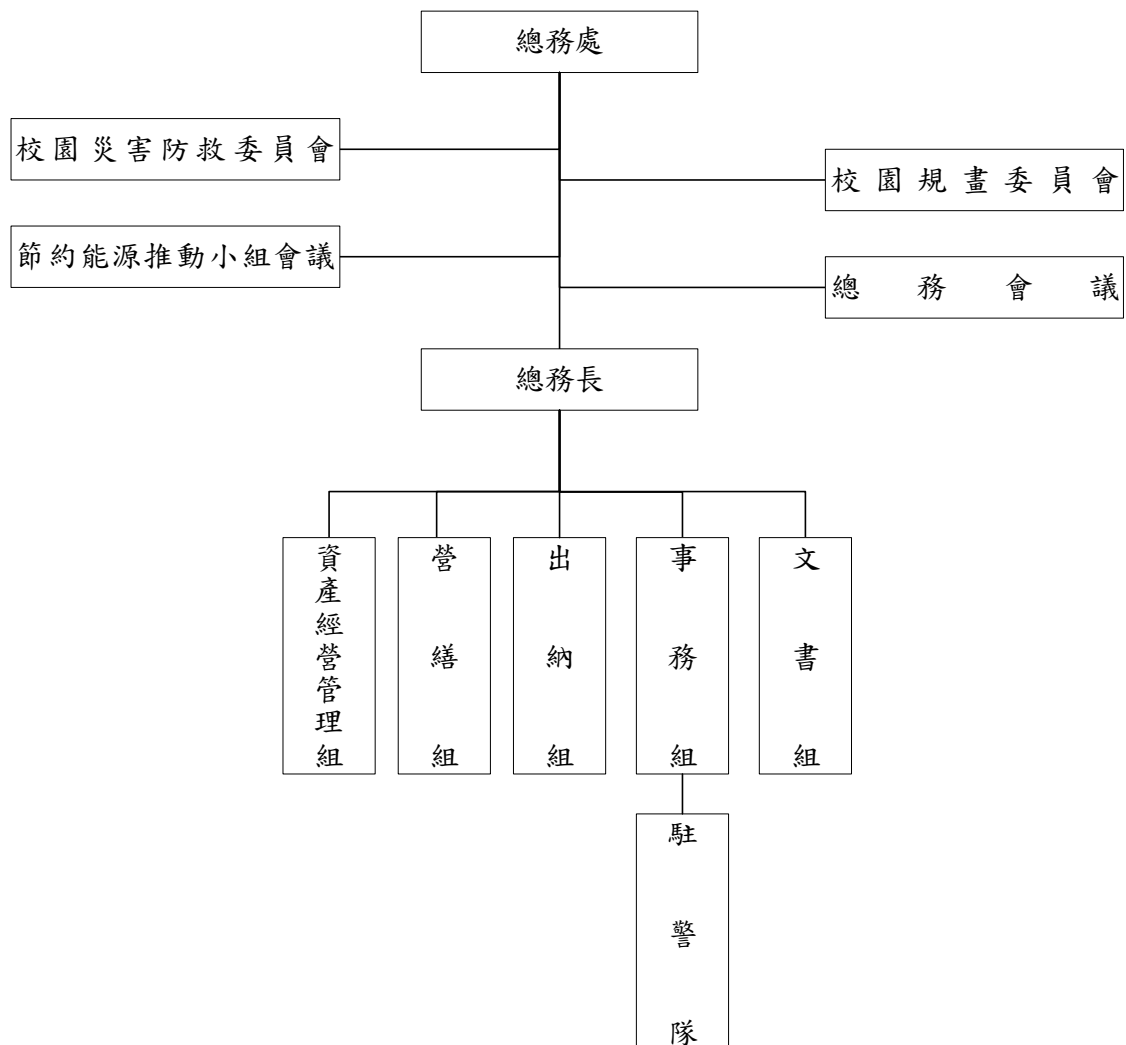 總務處
校園災害防救委員會
校園規畫委員會
節約能源推動小組會議
總務會議
總務長
資產經營管理組
營繕組
出納組
事務組
文書組
駐警隊